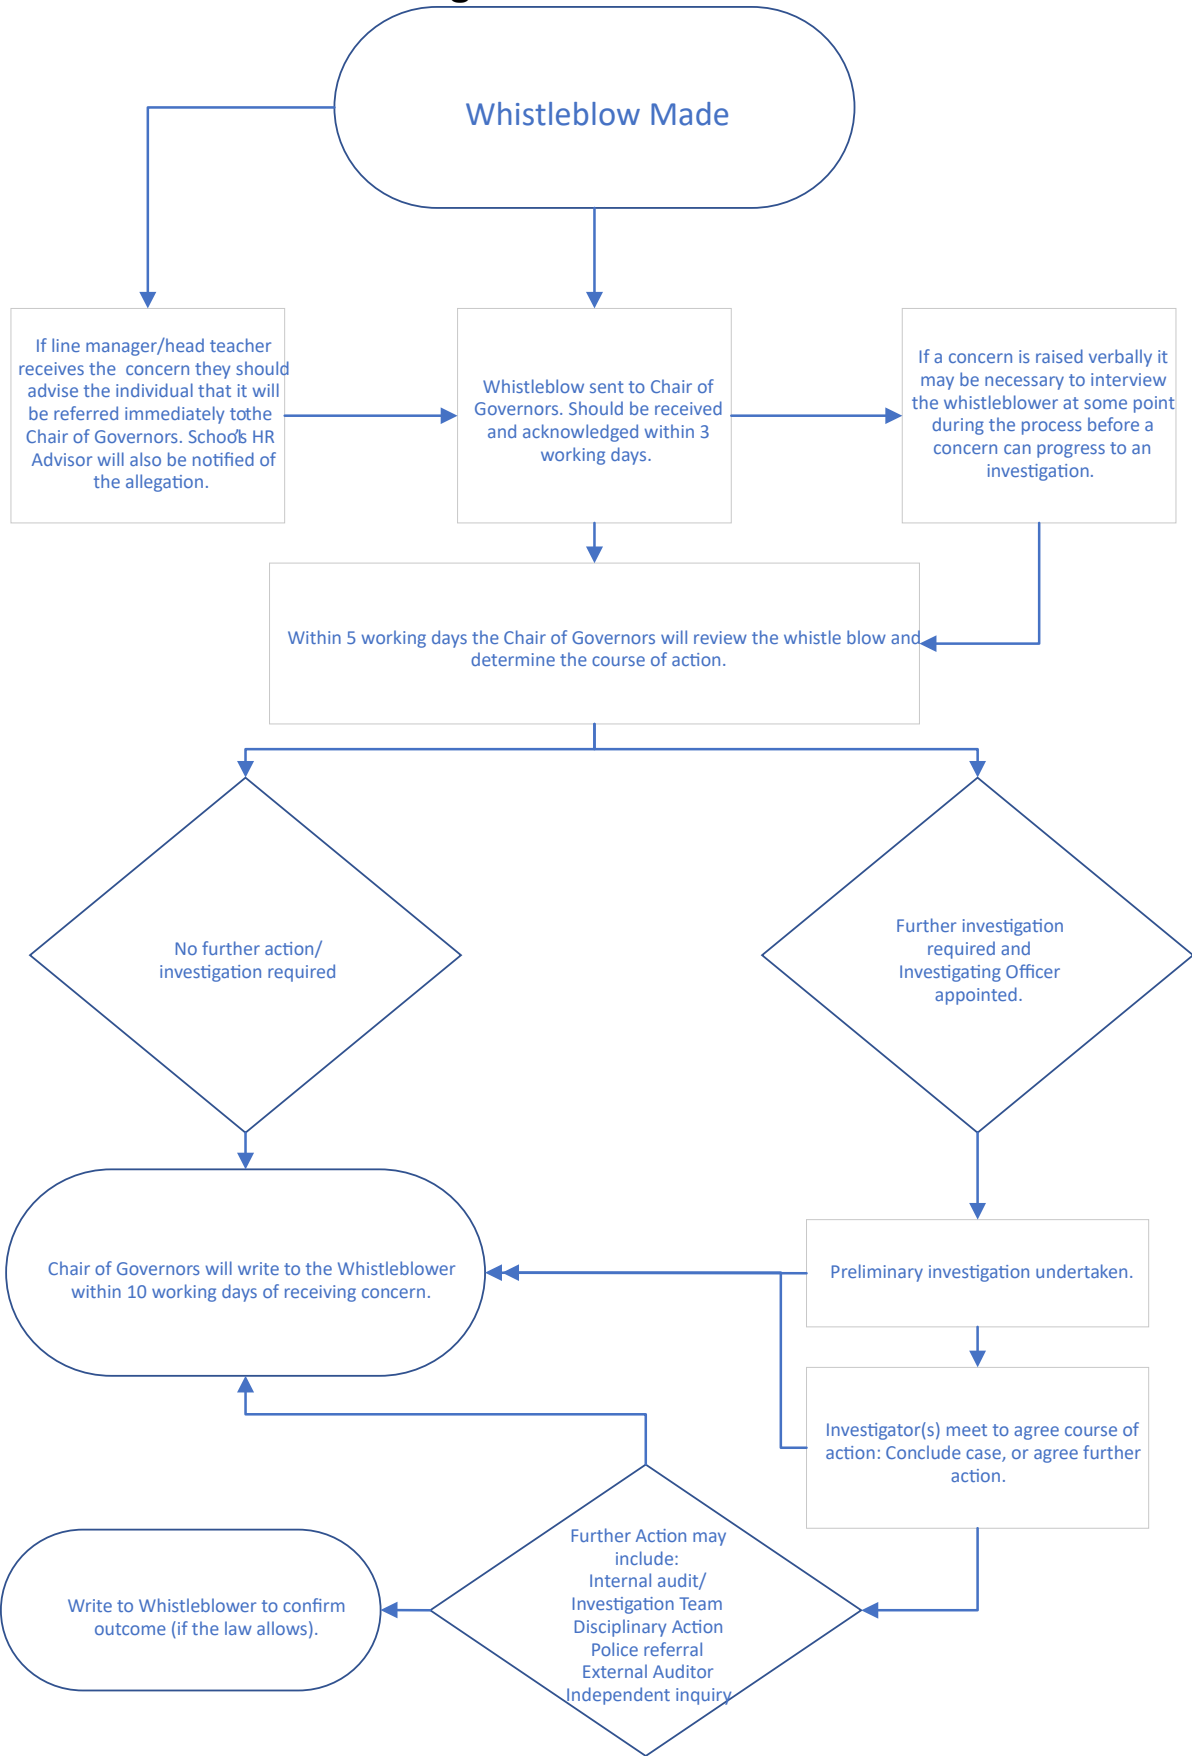 Whistleblow Made
If line manager/head teacher
receives the concern they should
advise the individual that it will
be referred immediately tothe
Chair of Governors. School's HR
Advisor will also be notified of
the allegation.
Whistleblow sent to Chair of
Governors. Should be received
and acknowledged within 3
working days.
If a concern is raised verbally it
may be necessary to interview
the whistleblower at some point
during the process before a
concern can progress to an
investigation.
Within 5 working days the Chair of Governors will review the whistle blow and
determine the course of action.
No further action/
investigation required
Further investigation
required and
Investigating Officer
appointed.
Chair of Governors will write to the Whistleblower
within 10 working days of receiving concern.
Preliminary investigation undertaken.
Investigator(s) meet to agree course of
action: Conclude case, or agree further
action.
Further Action may
include:
Internal audit/
Investigation Team
Disciplinary Action
Police referral
External Auditor
Independent inquiry
Write to Whistleblower to confirm
outcome (if the law allows).